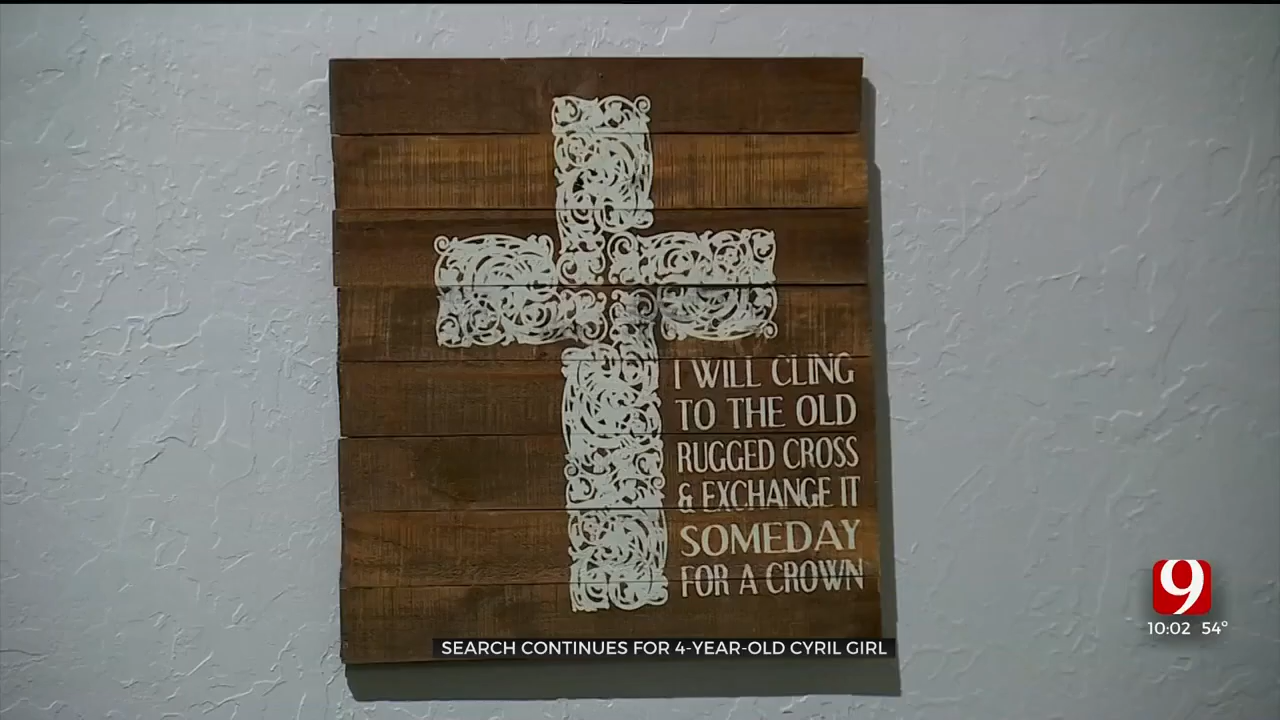 I WILL CLING
TO THE OLD
RUGGED CROSS
& EXCHANGE IT
SOMEDAY
FOR A CROWN
SEARCH CONTINUES FOR 4-YEAR-OLD CYRIL GIRL
9
10:02 54°